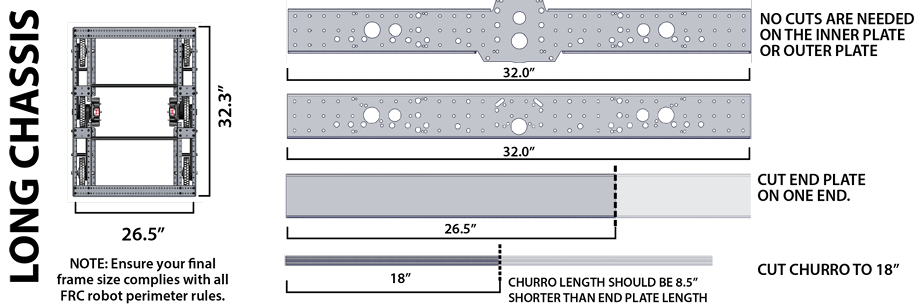 LONG CHASSIS
32.3”
26.5”
NOTE: Ensure your final
frame size complies with all
FRC robot perimeter rules.
32.0”
NO CUTS ARE NEEDED
ON THE INNER PLATE
OR OUTER PLATE
32.0”
26.5”
CUT END PLATE
ON ONE END.
18”
CHURRO LENGTH SHOULD BE 8.5”
SHORTER THAN END PLATE LENGTH
CUT CHURRO TO 18”